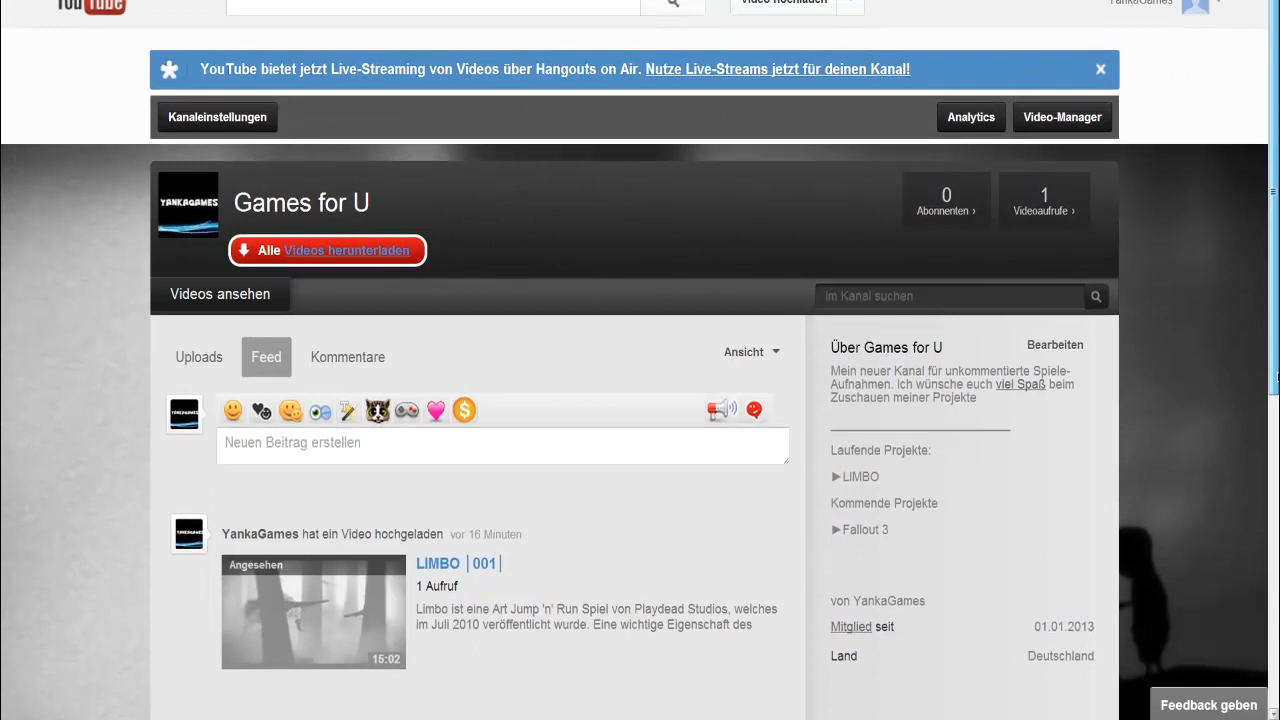 YouTube
Video hochladen
YankaGames
YouTube bietet jetzt Live-Streaming von Videos über Hangouts on Air. Nutze Live-Streams jetzt für deinen Kanal!
Kanaleinstellungen
Analytics
Video-Manager
YANKAGAMES
Games for U
0
Abonnenten ›
1
Videoaufrufe ›
Alle Videos herunterladen
Videos ansehen
Im Kanal suchen
Uploads
Feed
Kommentare
Ansicht
Neuen Beitrag erstellen
YankaGames hat ein Video hochgeladen vor 16 Minuten
Angesehen
15:02
LIMBO │001│
1 Aufruf
Limbo ist eine Art Jump 'n' Run Spiel von Playdead Studios, welches
im Juli 2010 veröffentlicht wurde. Eine wichtige Eigenschaft des
Über Games for U
Bearbeiten
Mein neuer Kanal für unkommentierte Spiele-
Aufnahmen. Ich wünsche euch viel Spaß beim
Zuschauen meiner Projekte
Laufende Projekte:
►LIMBO
Kommende Projekte
►Fallout 3
von YankaGames
Mitglied seit 01.01.2013
Land Deutschland
Feedback geben